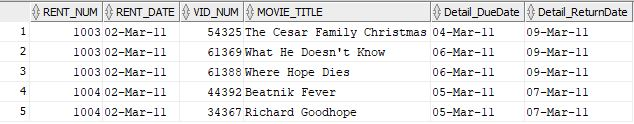 RENT_NUM RENT_DATE VID_NUM MOVIE_TITLE Detail_DueDate Detail_ReturnDate
1 1003 02-Mar-11 54325 The Cesar Family Christmas 04-Mar-11 09-Mar-11
2 1003 02-Mar-11 61369 What He Doesn't Know 06-Mar-11 09-Mar-11
3 1003 02-Mar-11 61388 Where Hope Dies 06-Mar-11 09-Mar-11
4 1004 02-Mar-11 44392 Beatnik Fever 05-Mar-11 07-Mar-11
5 1004 02-Mar-11 34367 Richard Goodhope 05-Mar-11 07-Mar-11